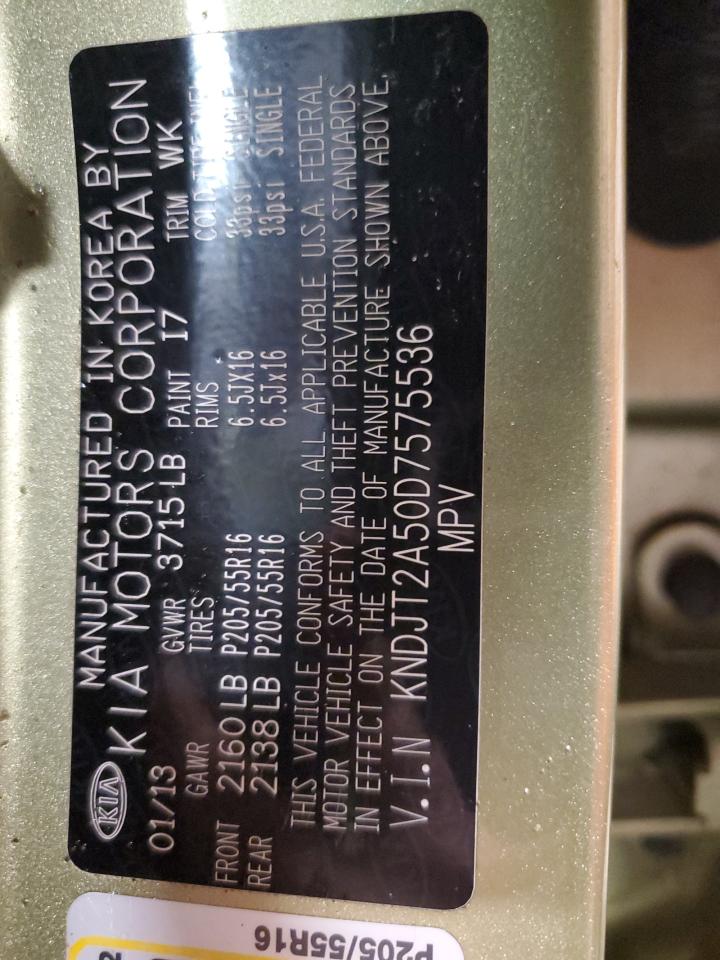 MANUFACTURED IN KOREA BY
KIA KIA MOTORS CORPORATION
01/13 GVWR 3715 LB PAINT I7 TRIM WK
GAWR TIRES RIMS COLD
FRONT 2160 LB P205/55R16 6.5JX16 33psi SINGLE
REAR 2138 LB P205/55R16 6.5Jx16 33psi SINGLE
THIS VEHICLE CONFORMS TO ALL APPLICABLE U.S.A. FEDERAL
MOTOR VEHICLE SAFETY AND THEFT PREVENTION STANDARDS
IN EFFECT ON THE DATE OF MANUFACTURE SHOWN ABOVE.
V.I.N KNDJT2A50D7575536
MPV
P205/55R16